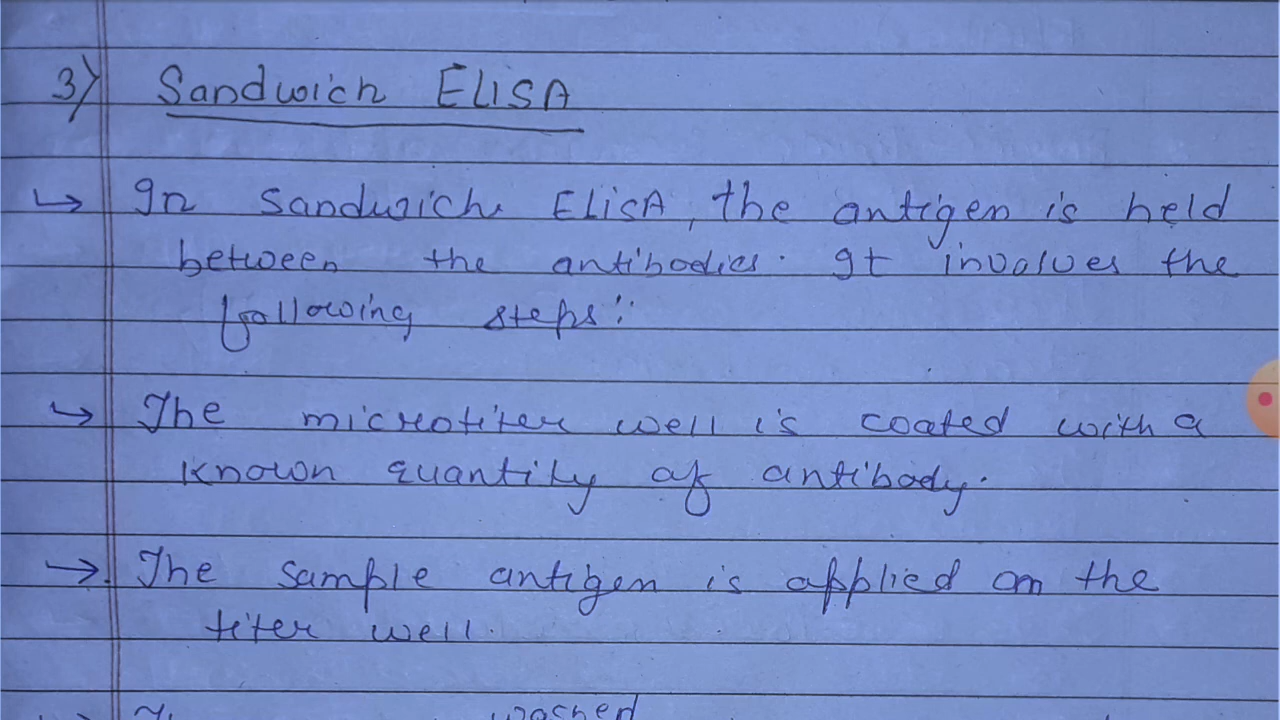 3) Sandwich ELISA
↳ In Sandwich ELisA, the antigen is held
between the antibodies. It involves the
following steps:
↳ The microtiter well is coated with a
known quantity of antibody.
→ The sample antigen is applied on the
titer well.
washed